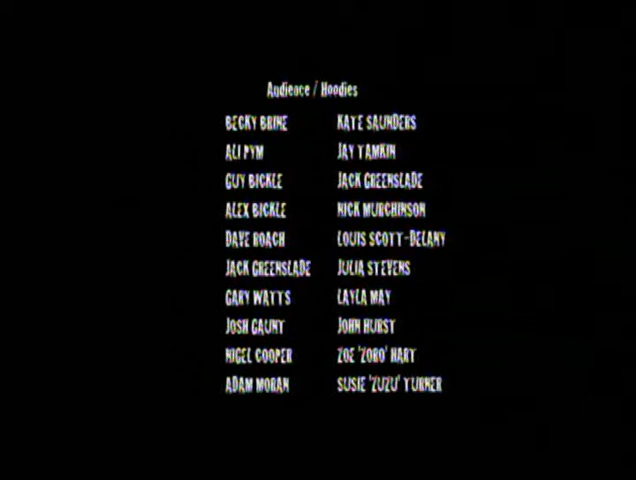 Audience / Hoodies
BECKY BRINE KATE SAUNDERS
ALI PYM JAY TAMKIN
GUY BICKLE JACK GREENSLADE
ALEX BICKLE NICK MURCHINSON
DAVE ROACH LOUIS SCOTT-DELANY
JACK GREENSLADE JULIA STEVENS
GARY WATTS LAYLA MAY
JOSH GAUNT JOHN HURST
NIGEL COOPER ZOE 'ZORO' HART
ADAM MORAN SUSIE 'ZUZU' TURNER